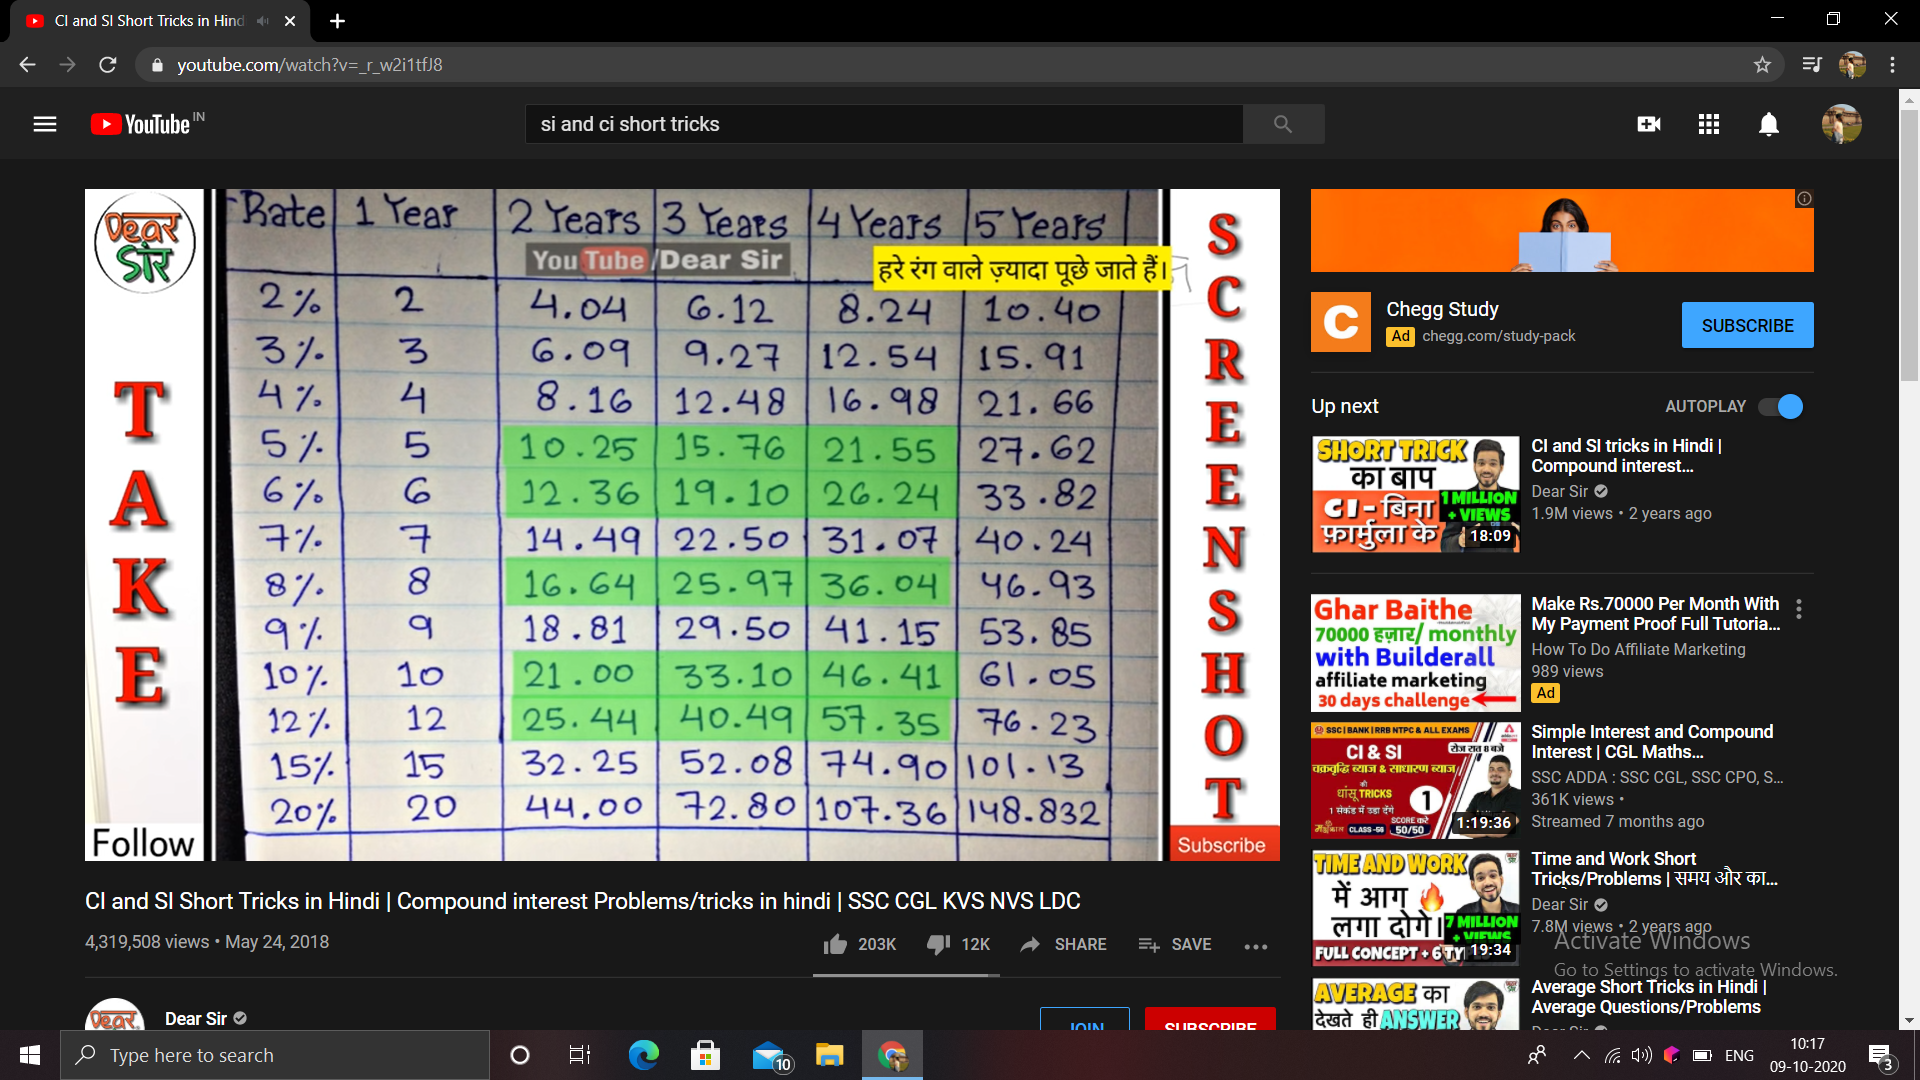 CI and SI Short Tricks in Hind
youtube.com/watch?v=_r_w2i1tfJ8
YouTube IN
si and ci short tricks
Dear सर
TAKE
Follow
Rate 1 Year 2 Years 3 Years 4 Years 5 Years
YouTube/Dear Sir
हरे रंग वाले ज़्यादा पूछे जाते हैं।
2% 2 4.04 6.12 8.24 10.40
3% 3 6.09 9.27 12.54 15.91
4% 4 8.16 12.48 16.98 21.66
5% 5 10.25 15.76 21.55 27.62
6% 6 12.36 19.10 26.24 33.82
7% 7 14.49 22.50 31.07 40.24
8% 8 16.64 25.97 36.04 46.93
9% 9 18.81 29.50 41.15 53.85
10% 10 21.00 33.10 46.41 61.05
12% 12 25.44 40.49 57.35 76.23
15% 15 32.25 52.08 74.90 101.13
20% 20 44.00 72.80 107.36 148.832
SCREENSHOT
Subscribe
CI and SI Short Tricks in Hindi | Compound interest Problems/tricks in hindi | SSC CGL KVS NVS LDC
4,319,508 views • May 24, 2018
203K 12K SHARE SAVE
Dear Sir
JOIN SUBSCRIBE
C
Chegg Study
Ad chegg.com/study-pack
SUBSCRIBE
Up next
AUTOPLAY
SHORT TRICK
का बाप
CI-बिना
फ़ार्मुला के
1 MILLION
+ VIEWS
18:09
CI and SI tricks in Hindi |
Compound interest...
Dear Sir
1.9M views • 2 years ago
Ghar Baithe
70000 हज़ार/ monthly
with Builderall
affiliate marketing
30 days challenge
Make Rs.70000 Per Month With
My Payment Proof Full Tutoria...
How To Do Affiliate Marketing
989 views
Ad
SSC | BANK | RRB NTPC & ALL EXAMS
CI & SI
रोज रात 8 बजे
चक्रवृद्धि ब्याज & साधारण ब्याज
की
धांसू TRICKS
1 सेकंड में उड़ा देंगे
1
CLASS -56
SCORE करे
50/50
1:19:36
Simple Interest and Compound
Interest | CGL Maths...
SSC ADDA : SSC CGL, SSC CPO, S...
361K views •
Streamed 7 months ago
TIME AND WORK
में आग
लगा दोगे।
7 MILLION
+ VIEWS
FULL CONCEPT + 6 TY
19:34
Time and Work Short
Tricks/Problems | समय और का...
Dear Sir
7.8M views • 2 years ago
Activate Windows
Go to Settings to activate Windows.
AVERAGE का
देखते ही ANSWER
Average Short Tricks in Hindi |
Average Questions/Problems
Dear Sir
Type here to search
10
ENG
10:17
09-10-2020
3